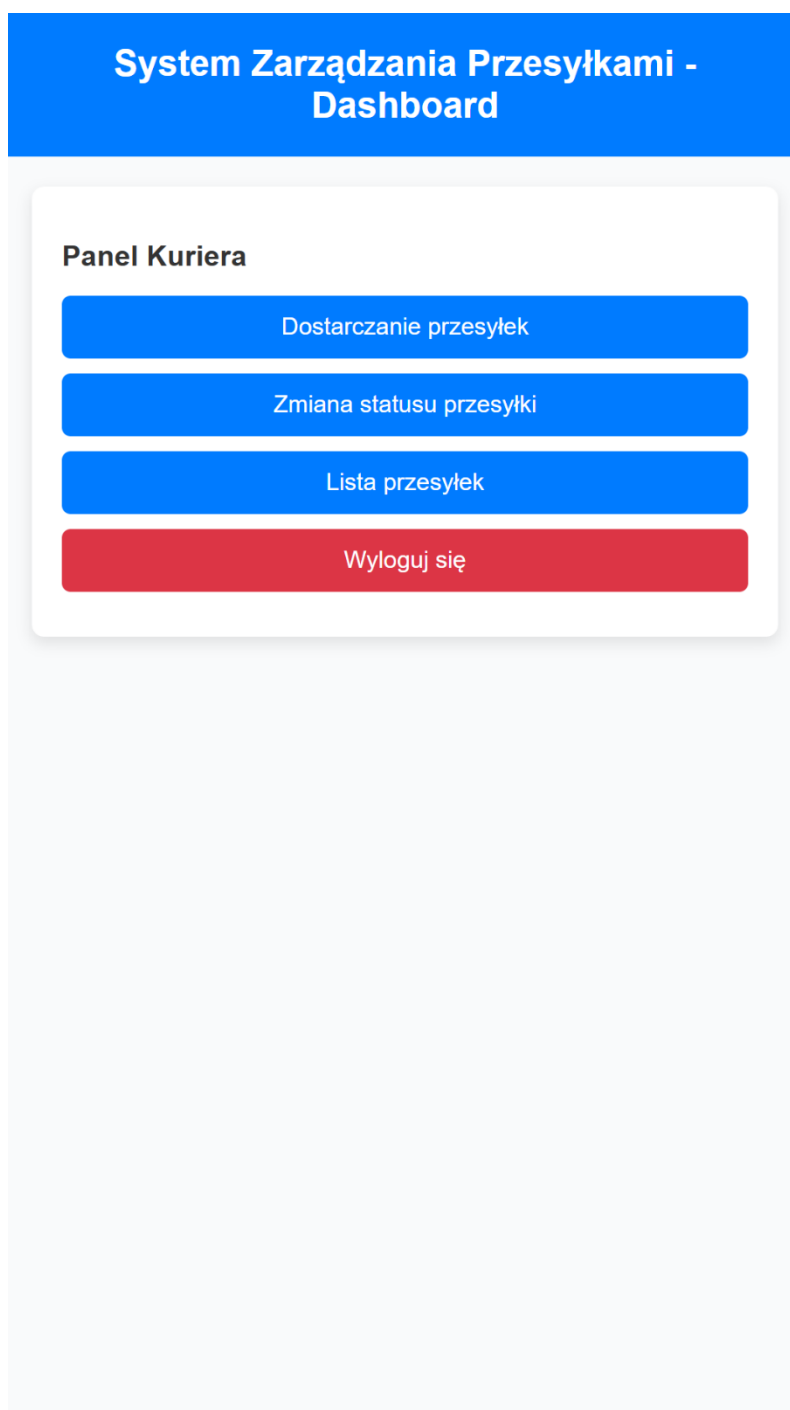 System Zarządzania Przesyłkami -
Dashboard
Panel Kuriera
Dostarczanie przesyłek
Zmiana statusu przesyłki
Lista przesyłek
Wyloguj się